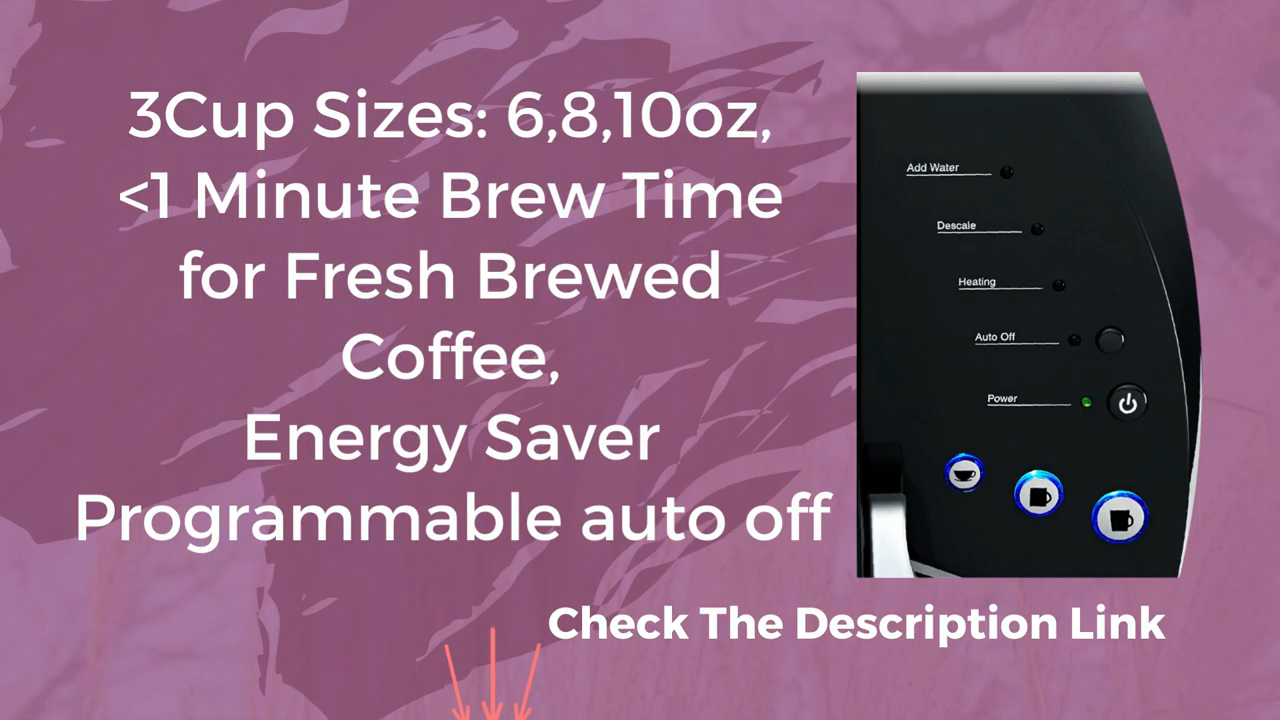 3Cup Sizes: 6,8,10oz,
<1 Minute Brew Time
for Fresh Brewed
Coffee,
Energy Saver
Programmable auto off
Add Water
Descale
Heating
Auto Off
Power
Check The Description Link